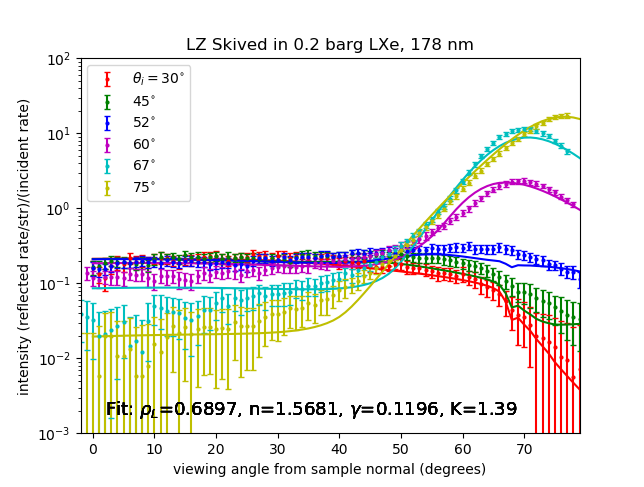 LZ Skived in 0.2 barg LXe, 178 nm
intensity (reflected rate/str)/(incident rate)
10²
10¹
10⁰
10⁻¹
10⁻²
10⁻³
θᵢ = 30°
45°
52°
60°
67°
75°
Fit: ρ_L=0.6897, n=1.5681, γ=0.1196, K=1.39
0 10 20 30 40 50 60 70
viewing angle from sample normal (degrees)